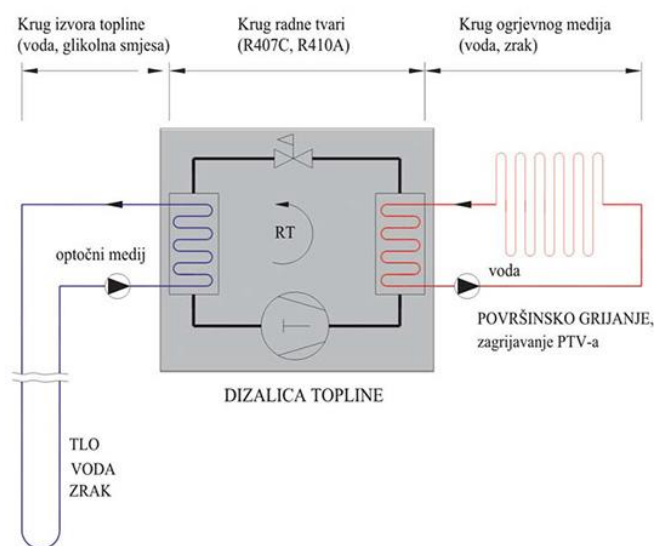 Krug izvora topline
(voda, glikolna smjesa)
Krug radne tvari
(R407C, R410A)
Krug ogrjevnog medija
(voda, zrak)
optočni medij
RT
voda
POVRŠINSKO GRIJANJE,
zagrijavanje PTV-a
DIZALICA TOPLINE
TLO
VODA
ZRAK